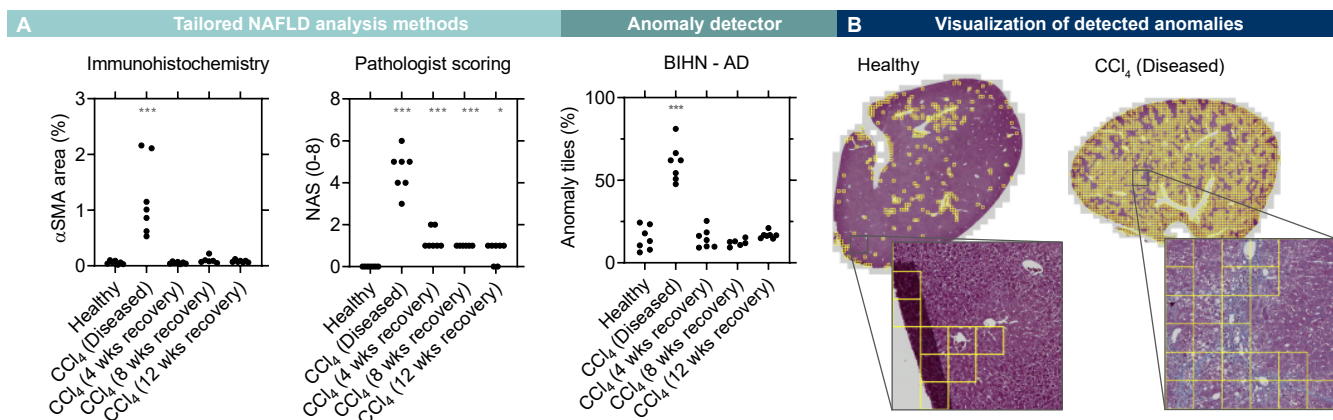 A Tailored NAFLD analysis methods
Anomaly detector
B Visualization of detected anomalies
Immunohistochemistry
αSMA area (%)
3
2
1
0
***
Healthy
CCl₄ (Diseased)
CCl₄ (4 wks recovery)
CCl₄ (8 wks recovery)
CCl₄ (12 wks recovery)
Pathologist scoring
NAS (0-8)
8
6
4
2
0
*** *** *** *
Healthy
CCl₄ (Diseased)
CCl₄ (4 wks recovery)
CCl₄ (8 wks recovery)
CCl₄ (12 wks recovery)
BIHN - AD
Anomaly tiles (%)
100
50
0
***
Healthy
CCl₄ (Diseased)
CCl₄ (4 wks recovery)
CCl₄ (8 wks recovery)
CCl₄ (12 wks recovery)
Healthy
CCl₄ (Diseased)